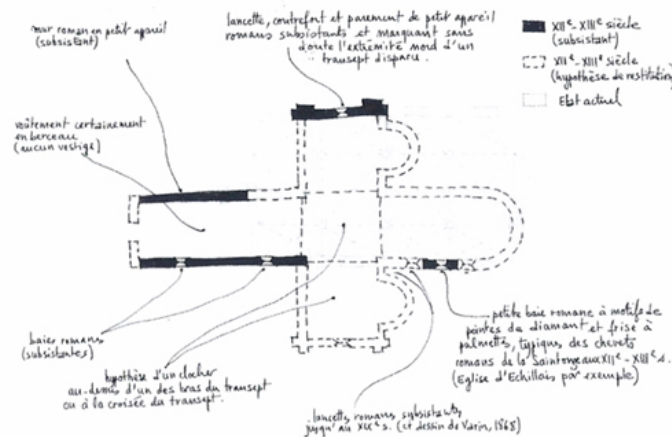 mur roman en petit appareil
(subsistant)
lancette, contrefort et parement de petit appareil
romans subsistants et marquant sans
doute l'extrémité nord d'un
transept disparu.
XIIe-XIIIe siècle
(subsistant)
XIIe-XIIIe siècle
(hypothèse de restitution)
Etat actuel
voûtement certainement
en berceau
(aucun vestige)
baies romanes
(subsistantes)
hypothèse d'un clocher
au-dessus d'un des bras du transept
ou à la croisée du transept.
lancettes romanes subsistants
jusqu'au XIXe s. (cf dessin de Varin, 1868)
petite baie romane à motifs de
pointes de diamant et frise à
palmettes, typiques des chevets
romans de la Saintonge aux XIIe-XIIIe s.
(Eglise d'Echillais par exemple)